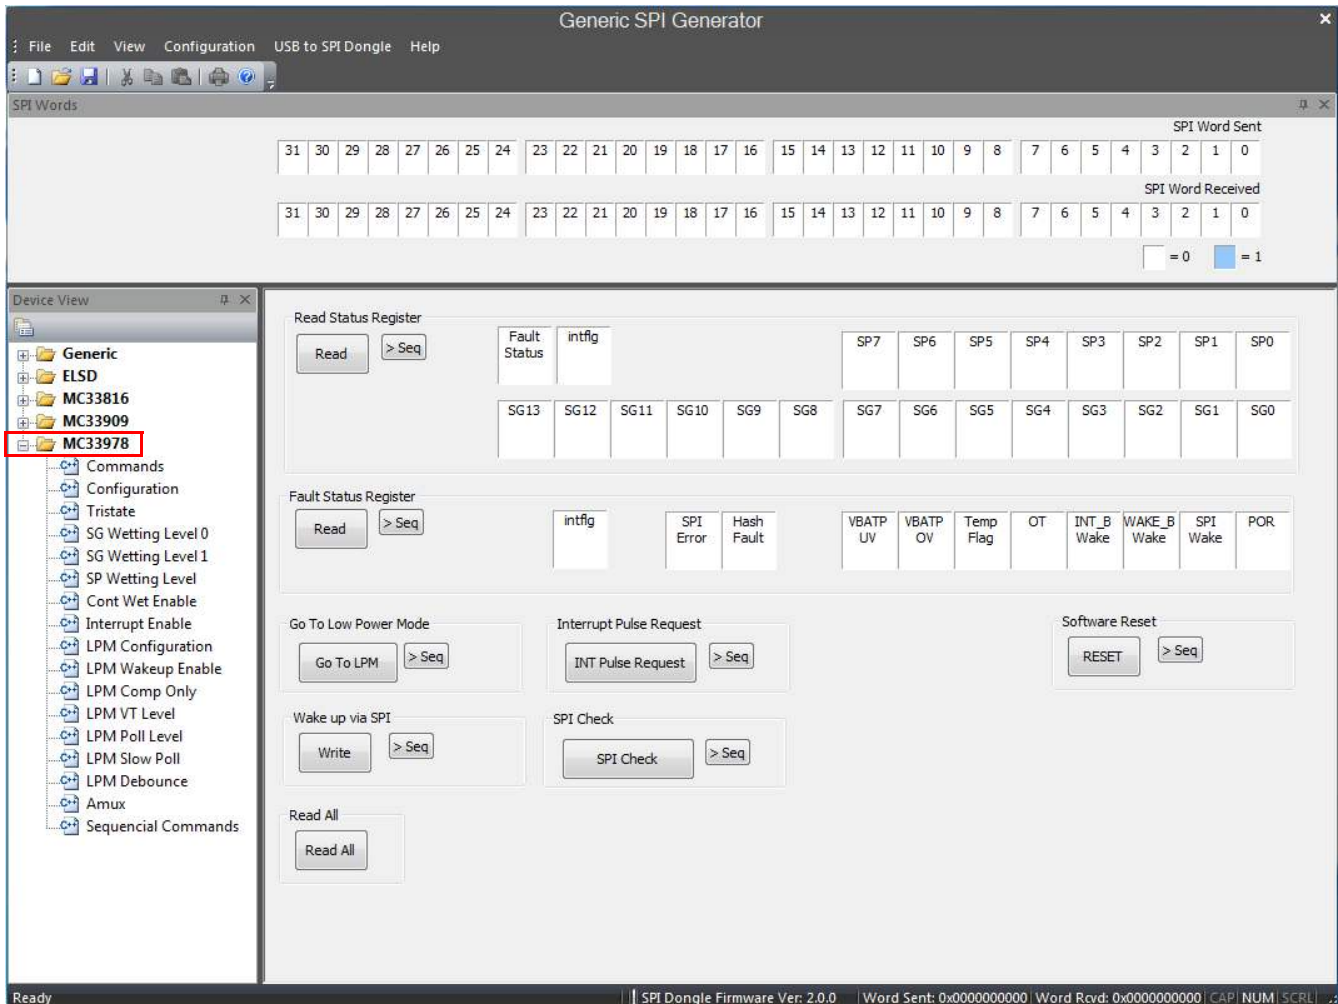 Generic SPI Generator
File Edit View Configuration USB to SPI Dongle Help
SPI Words
SPI Word Sent
31 30 29 28 27 26 25 24 23 22 21 20 19 18 17 16 15 14 13 12 11 10 9 8 7 6 5 4 3 2 1 0
SPI Word Received
31 30 29 28 27 26 25 24 23 22 21 20 19 18 17 16 15 14 13 12 11 10 9 8 7 6 5 4 3 2 1 0
= 0 = 1
Device View
Generic
ELSD
MC33816
MC33909
MC33978
Commands
Configuration
Tristate
SG Wetting Level 0
SG Wetting Level 1
SP Wetting Level
Cont Wet Enable
Interrupt Enable
LPM Configuration
LPM Wakeup Enable
LPM Comp Only
LPM VT Level
LPM Poll Level
LPM Slow Poll
LPM Debounce
Amux
Sequencial Commands
Read Status Register
Read > Seq
Fault Status intflg SP7 SP6 SP5 SP4 SP3 SP2 SP1 SP0
SG13 SG12 SG11 SG10 SG9 SG8 SG7 SG6 SG5 SG4 SG3 SG2 SG1 SG0
Fault Status Register
Read > Seq
intflg SPI Error Hash Fault VBATP UV VBATP OV Temp Flag OT INT_B Wake WAKE_B Wake SPI Wake POR
Go To Low Power Mode
Go To LPM > Seq
Interrupt Pulse Request
INT Pulse Request > Seq
Software Reset
RESET > Seq
Wake up via SPI
Write > Seq
SPI Check
SPI Check > Seq
Read All
Read All
Ready SPI Dongle Firmware Ver: 2.0.0 Word Sent: 0x0000000000 Word Rcvd: 0x0000000000 CAP NUM SCRL